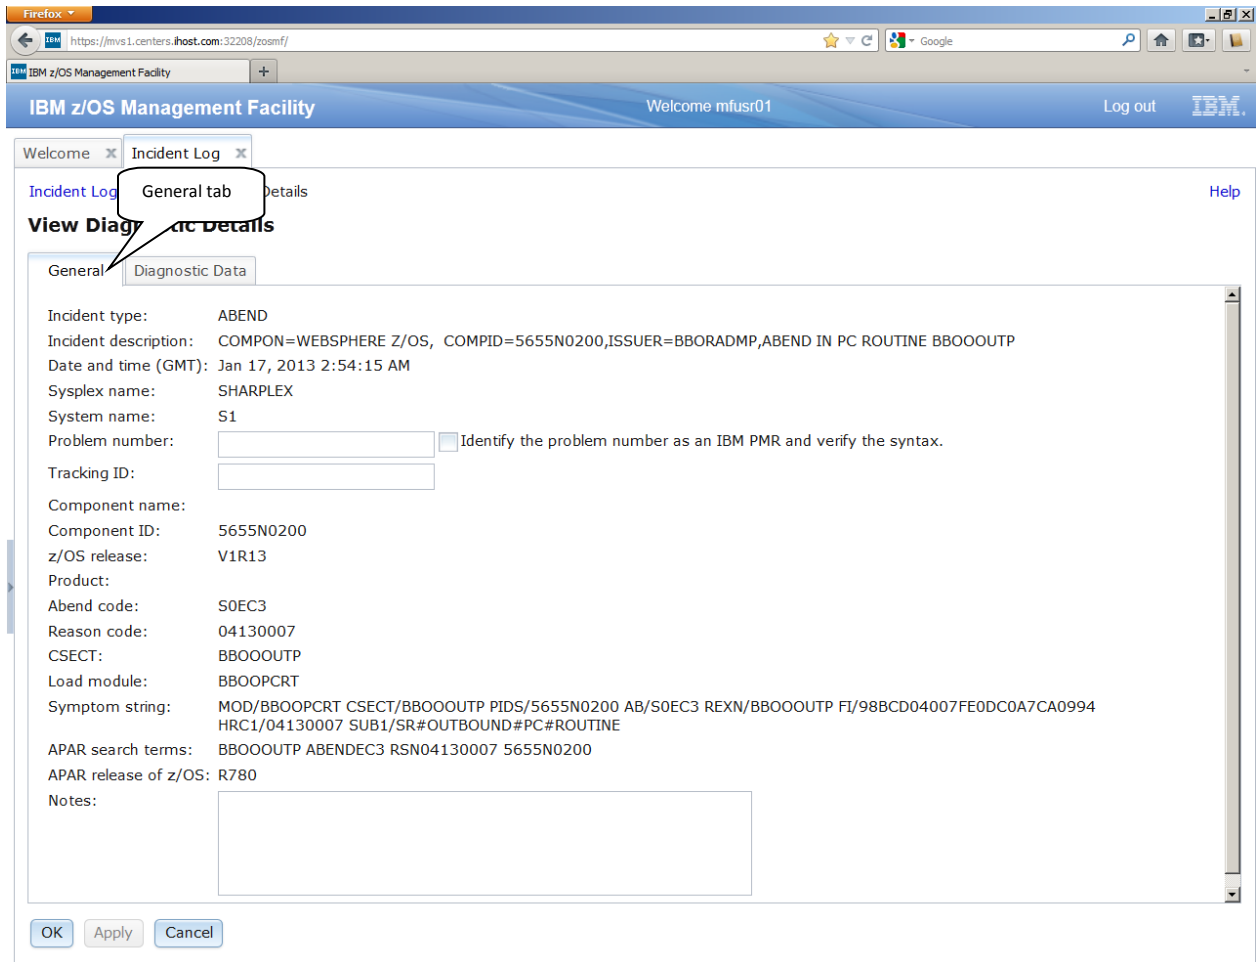 Firefox
https://mvs1.centers.ihost.com:32208/zosmf/
Google
IBM z/OS Management Facility
IBM z/OS Management Facility
Welcome mfusr01
Log out
IBM.
Welcome
Incident Log
Incident Log
General tab
Details
Help
View Diag
tic Details
General
Diagnostic Data
Incident type: ABEND
Incident description: COMPON=WEBSPHERE Z/OS, COMPID=5655N0200,ISSUER=BBORADMP,ABEND IN PC ROUTINE BBOOOUTP
Date and time (GMT): Jan 17, 2013 2:54:15 AM
Sysplex name: SHARPLEX
System name: S1
Problem number: Identify the problem number as an IBM PMR and verify the syntax.
Tracking ID:
Component name:
Component ID: 5655N0200
z/OS release: V1R13
Product:
Abend code: S0EC3
Reason code: 04130007
CSECT: BBOOOUTP
Load module: BBOOPCRT
Symptom string: MOD/BBOOPCRT CSECT/BBOOOUTP PIDS/5655N0200 AB/S0EC3 REXN/BBOOOUTP FI/98BCD04007FE0DC0A7CA0994
HRC1/04130007 SUB1/SR#OUTBOUND#PC#ROUTINE
APAR search terms: BBOOOUTP ABENDEC3 RSN04130007 5655N0200
APAR release of z/OS: R780
Notes:
OK
Apply
Cancel